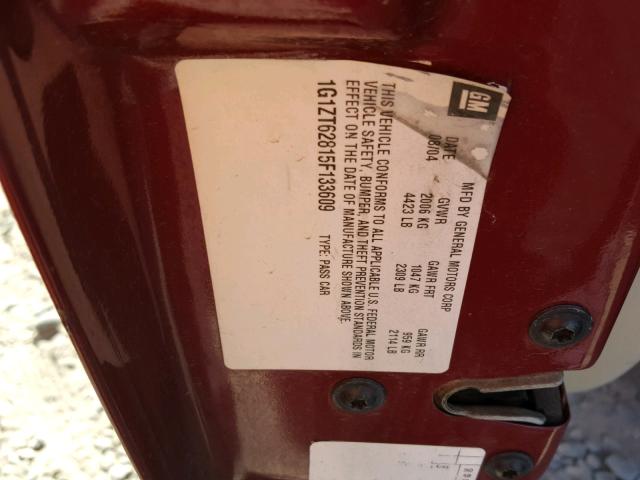 GM
MFD BY GENERAL MOTORS CORP
DATE GVWR GAWR FRT GAWR RR
08/04 2006 KG 1047 KG 959 KG
4423 LB 2309 LB 2114 LB
THIS VEHICLE CONFORMS TO ALL APPLICABLE U.S. FEDERAL MOTOR
VEHICLE SAFETY, BUMPER, AND THEFT PREVENTION STANDARDS IN
EFFECT ON THE DATE OF MANUFACTURE SHOWN ABOVE.
1G1ZT62815F133609 TYPE: PASS CAR